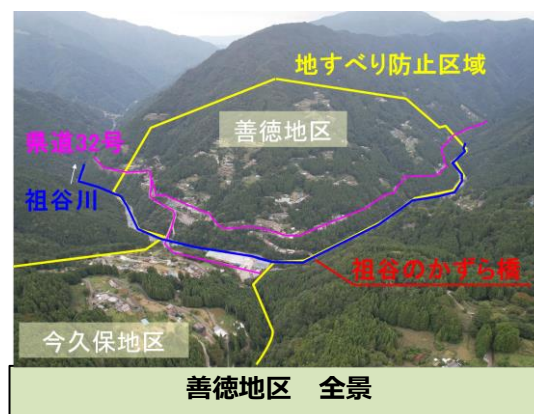 地すべり防止区域
善徳地区
県道32号
祖谷川
祖谷のかずら橋
今久保地区
善徳地区　全景